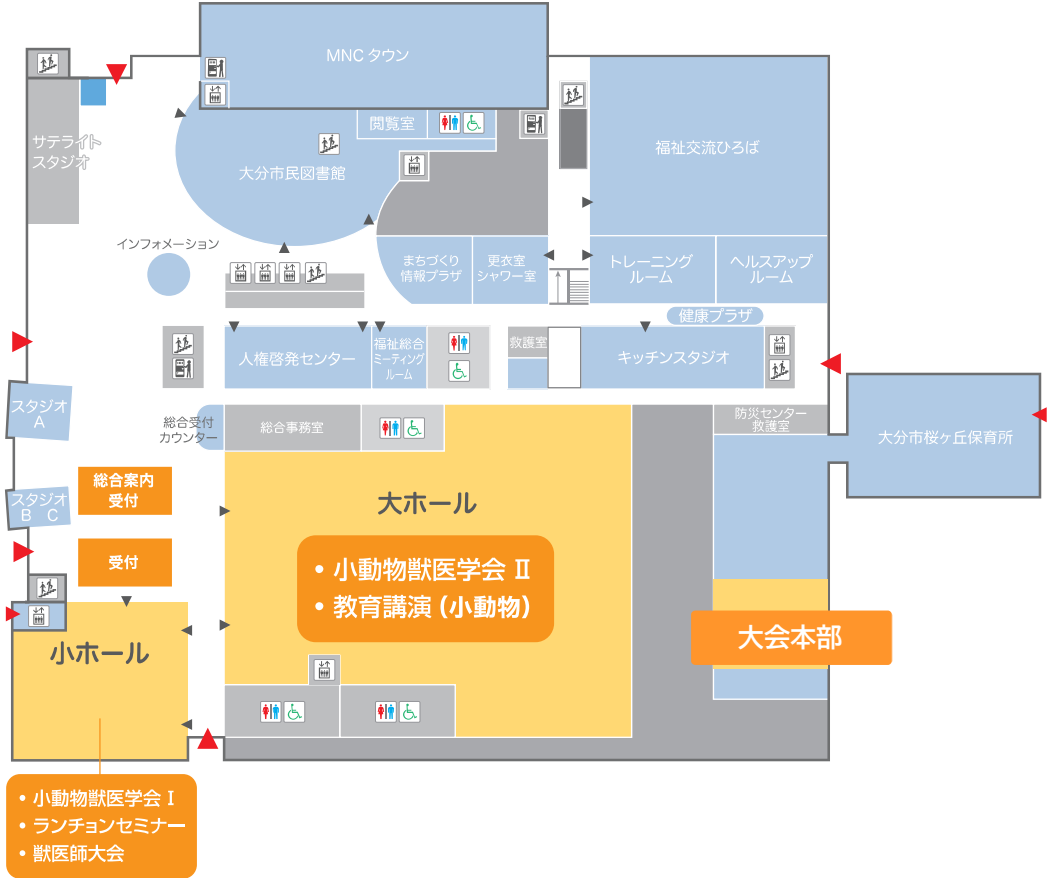 MNC タウン
サテライト
スタジオ
閲覧室
大分市民図書館
福祉交流ひろば
インフォメーション
まちづくり
情報プラザ
更衣室
シャワー室
トレーニング
ルーム
ヘルスアップ
ルーム
健康プラザ
人権啓発センター
福祉総合
ミーティング
ルーム
救護室
キッチンスタジオ
スタジオ
A
総合受付
カウンター
総合事務室
防災センター
救護室
大分市桜ヶ丘保育所
総合案内
受付
スタジオ
B C
大ホール
受付
• 小動物獣医学会 Ⅱ
• 教育講演（小動物）
大会本部
小ホール
• 小動物獣医学会 Ⅰ
• ランチョンセミナー
• 獣医師大会